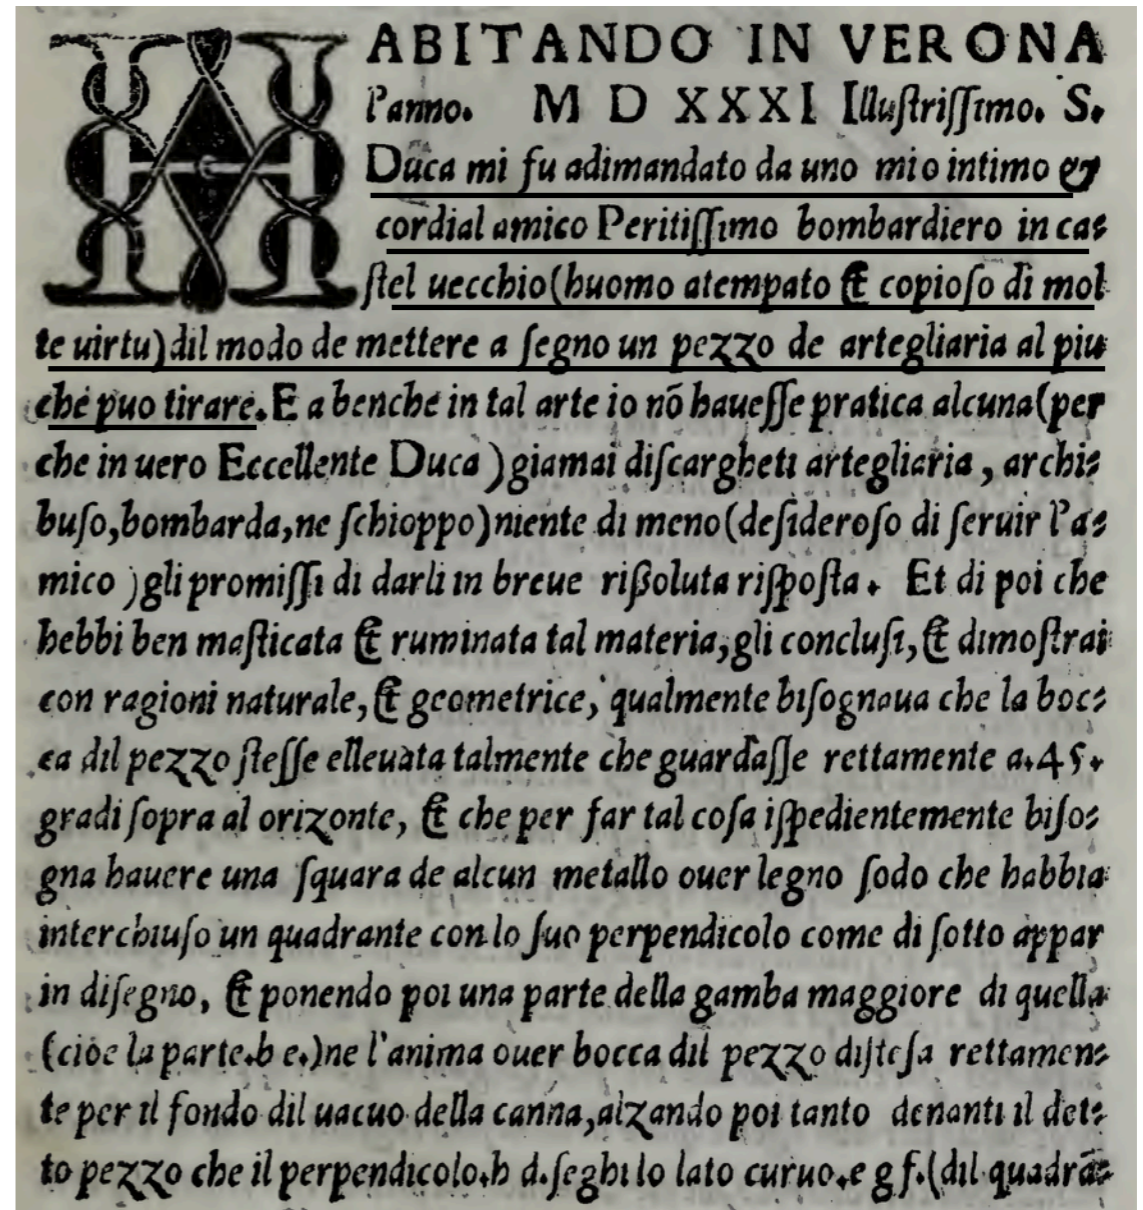 HABITANDO IN VERONA
l'anno. M D XXXI Illuſtriſſimo. S.
Duca mi fu adimandato da uno mio intimo &
cordial amico Peritiſſimo bombardiero in ca⸗
ſtel uecchio(huomo atempato & copioſo di mol
te uirtu)dil modo de mettere a ſegno un pezzo de artegliaria al piu
che puo tirare.E a benche in tal arte io nō haueſſe pratica alcuna(per
che in uero Eccellente Duca)giamai diſcargheti artegliaria, archi⸗
buſo,bombarda,ne ſchioppo)niente di meno(deſideroſo di ſeruir l'a⸗
mico)gli promiſſi di darli in breue rißoluta riſpoſta. Et di poi che
hebbi ben maſticata & ruminata tal materia,gli concluſi,& dimoſtrai
con ragioni naturale,& geometrice, qualmente biſognaua che la boc⸗
ca dil pezzo ſteſſe elleuata talmente che guardaſſe rettamente a.45.
gradi ſopra al orizonte, & che per far tal coſa iſpedientemente biſo⸗
gna hauere una ſquara de alcun metallo ouer legno ſodo che habbia
interchiuſo un quadrante con lo ſuo perpendicolo come di ſotto appar
in diſegno, & ponendo poi una parte della gamba maggiore di quella
(cioe la parte.b e.)ne l'anima ouer bocca dil pezzo diſteſa rettamen⸗
te per il fondo dil uacuo della canna,alzando poi tanto denanti il det⸗
to pezzo che il perpendicolo.h d.ſeghi lo lato curuo.e g f.(dil quadrā⸗